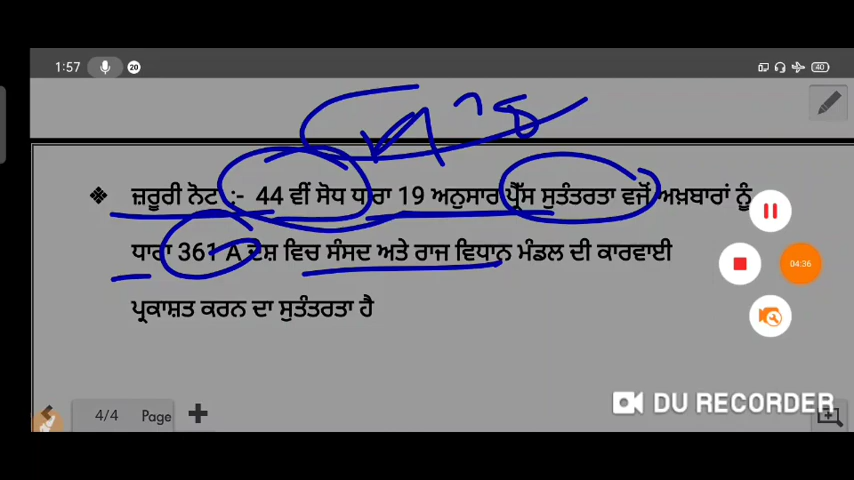 1:57 20 40
❖ ਜ਼ਰੂਰੀ ਨੋਟ :- 44 ਵੀਂ ਸੋਧ ਧਾਰਾ 19 ਅਨੁਸਾਰ ਪ੍ਰੈੱਸ ਸੁਤੰਤਰਤਾ ਵਜੋਂ ਅਖ਼ਬਾਰਾਂ ਨੂੰ
ਧਾਰਾ 361 A ਦੇਸ਼ ਵਿਚ ਸੰਸਦ ਅਤੇ ਰਾਜ ਵਿਧਾਨ ਮੰਡਲ ਦੀ ਕਾਰਵਾਈ
04:36
ਪ੍ਰਕਾਸ਼ਤ ਕਰਨ ਦਾ ਸੁਤੰਤਰਤਾ ਹੈ
DU RECORDER
4/4 Page